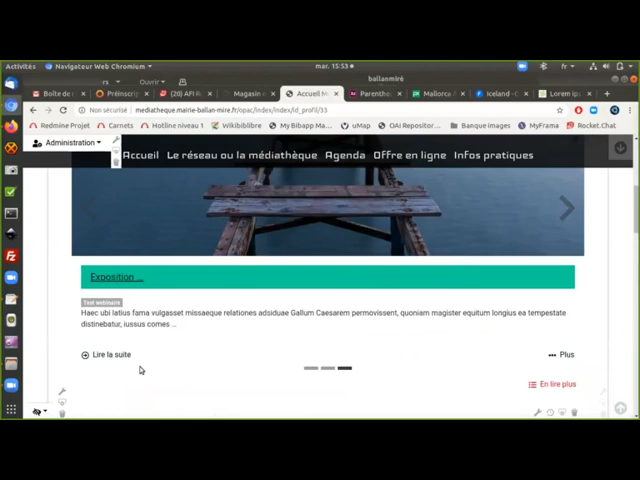 Activités
Navigateur Web Chromium
mar. 15:53
fr
Ouvrir
ballanmiré
Boîte de
Préinscrip
(20) AFI
Magasin
Accueil M
Parenthe
Mallorca /
Iceland - G
Lorem ips
Non sécurisé
mediatheque.mairie-ballan-mire.fr/opac/index/index/id_profil/33
Redmine Projet
Carnets
Hotline niveau 1
Wikibiblibre
My Bibapp
uMap
OAI Repositor...
Banque images
MyFrama
Rocket.Chat
Administration
Accueil
Le réseau ou la médiathèque
Agenda
Offre en ligne
Infos pratiques
Exposition ...
Test webinaire
Haec ubi latius fama vulgasset missaeque relationes adsiduae Gallum Caesarem permovissent, quoniam magister equitum longius ea tempestate
distinebatur, iussus comes ...
Lire la suite
Plus
En lire plus